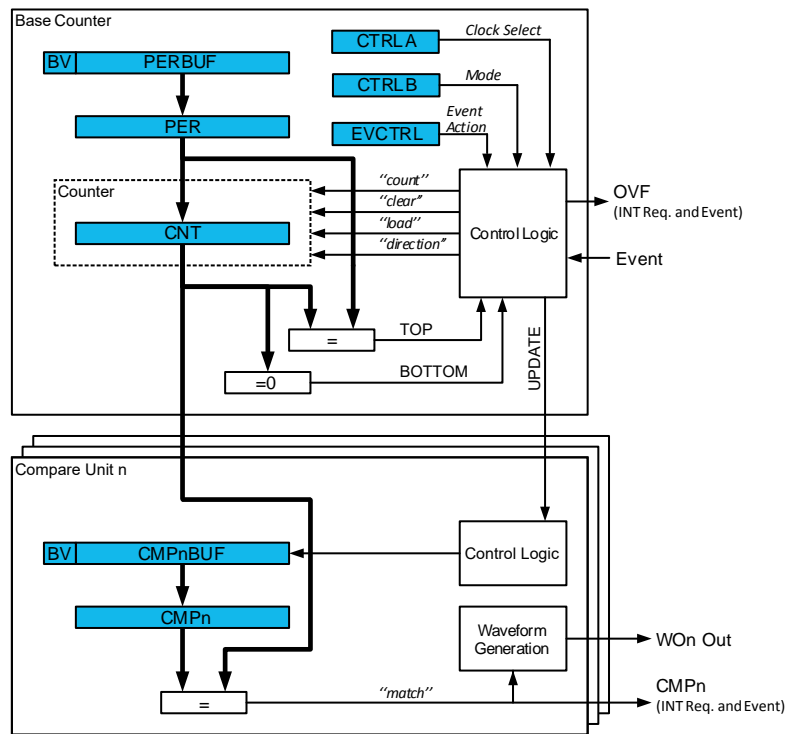 Base Counter
CTRLA
Clock Select
BV
PERBUF
CTRLB
Mode
PER
EVCTRL
Event
Action
Counter
CNT
"count"
"clear"
"load"
"direction"
Control Logic
OVF
(INT Req. and Event)
Event
=
TOP
=0
BOTTOM
UPDATE
Compare Unit n
BV
CMPnBUF
Control Logic
CMPn
Waveform
Generation
WOn Out
=
"match"
CMPn
(INT Req. and Event)